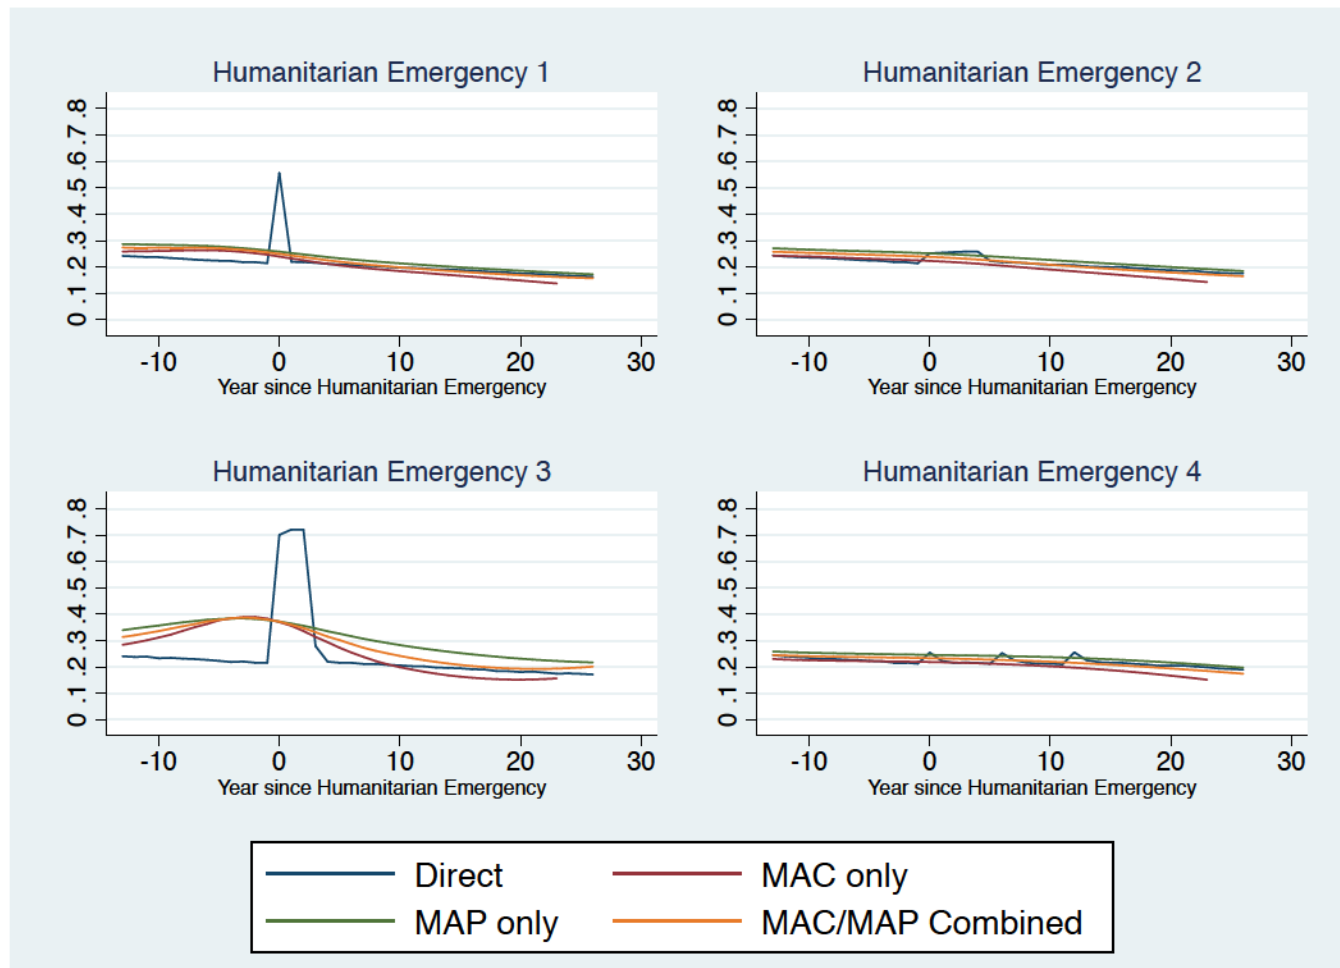 Humanitarian Emergency 1
.8
.7
.6
.5
.4
.3
.2
.1
0
-10 0 10 20 30
Year since Humanitarian Emergency
Humanitarian Emergency 2
.8
.7
.6
.5
.4
.3
.2
.1
0
-10 0 10 20 30
Year since Humanitarian Emergency
Humanitarian Emergency 3
.8
.7
.6
.5
.4
.3
.2
.1
0
-10 0 10 20 30
Year since Humanitarian Emergency
Humanitarian Emergency 4
.8
.7
.6
.5
.4
.3
.2
.1
0
-10 0 10 20 30
Year since Humanitarian Emergency
Direct MAC only
MAP only MAC/MAP Combined